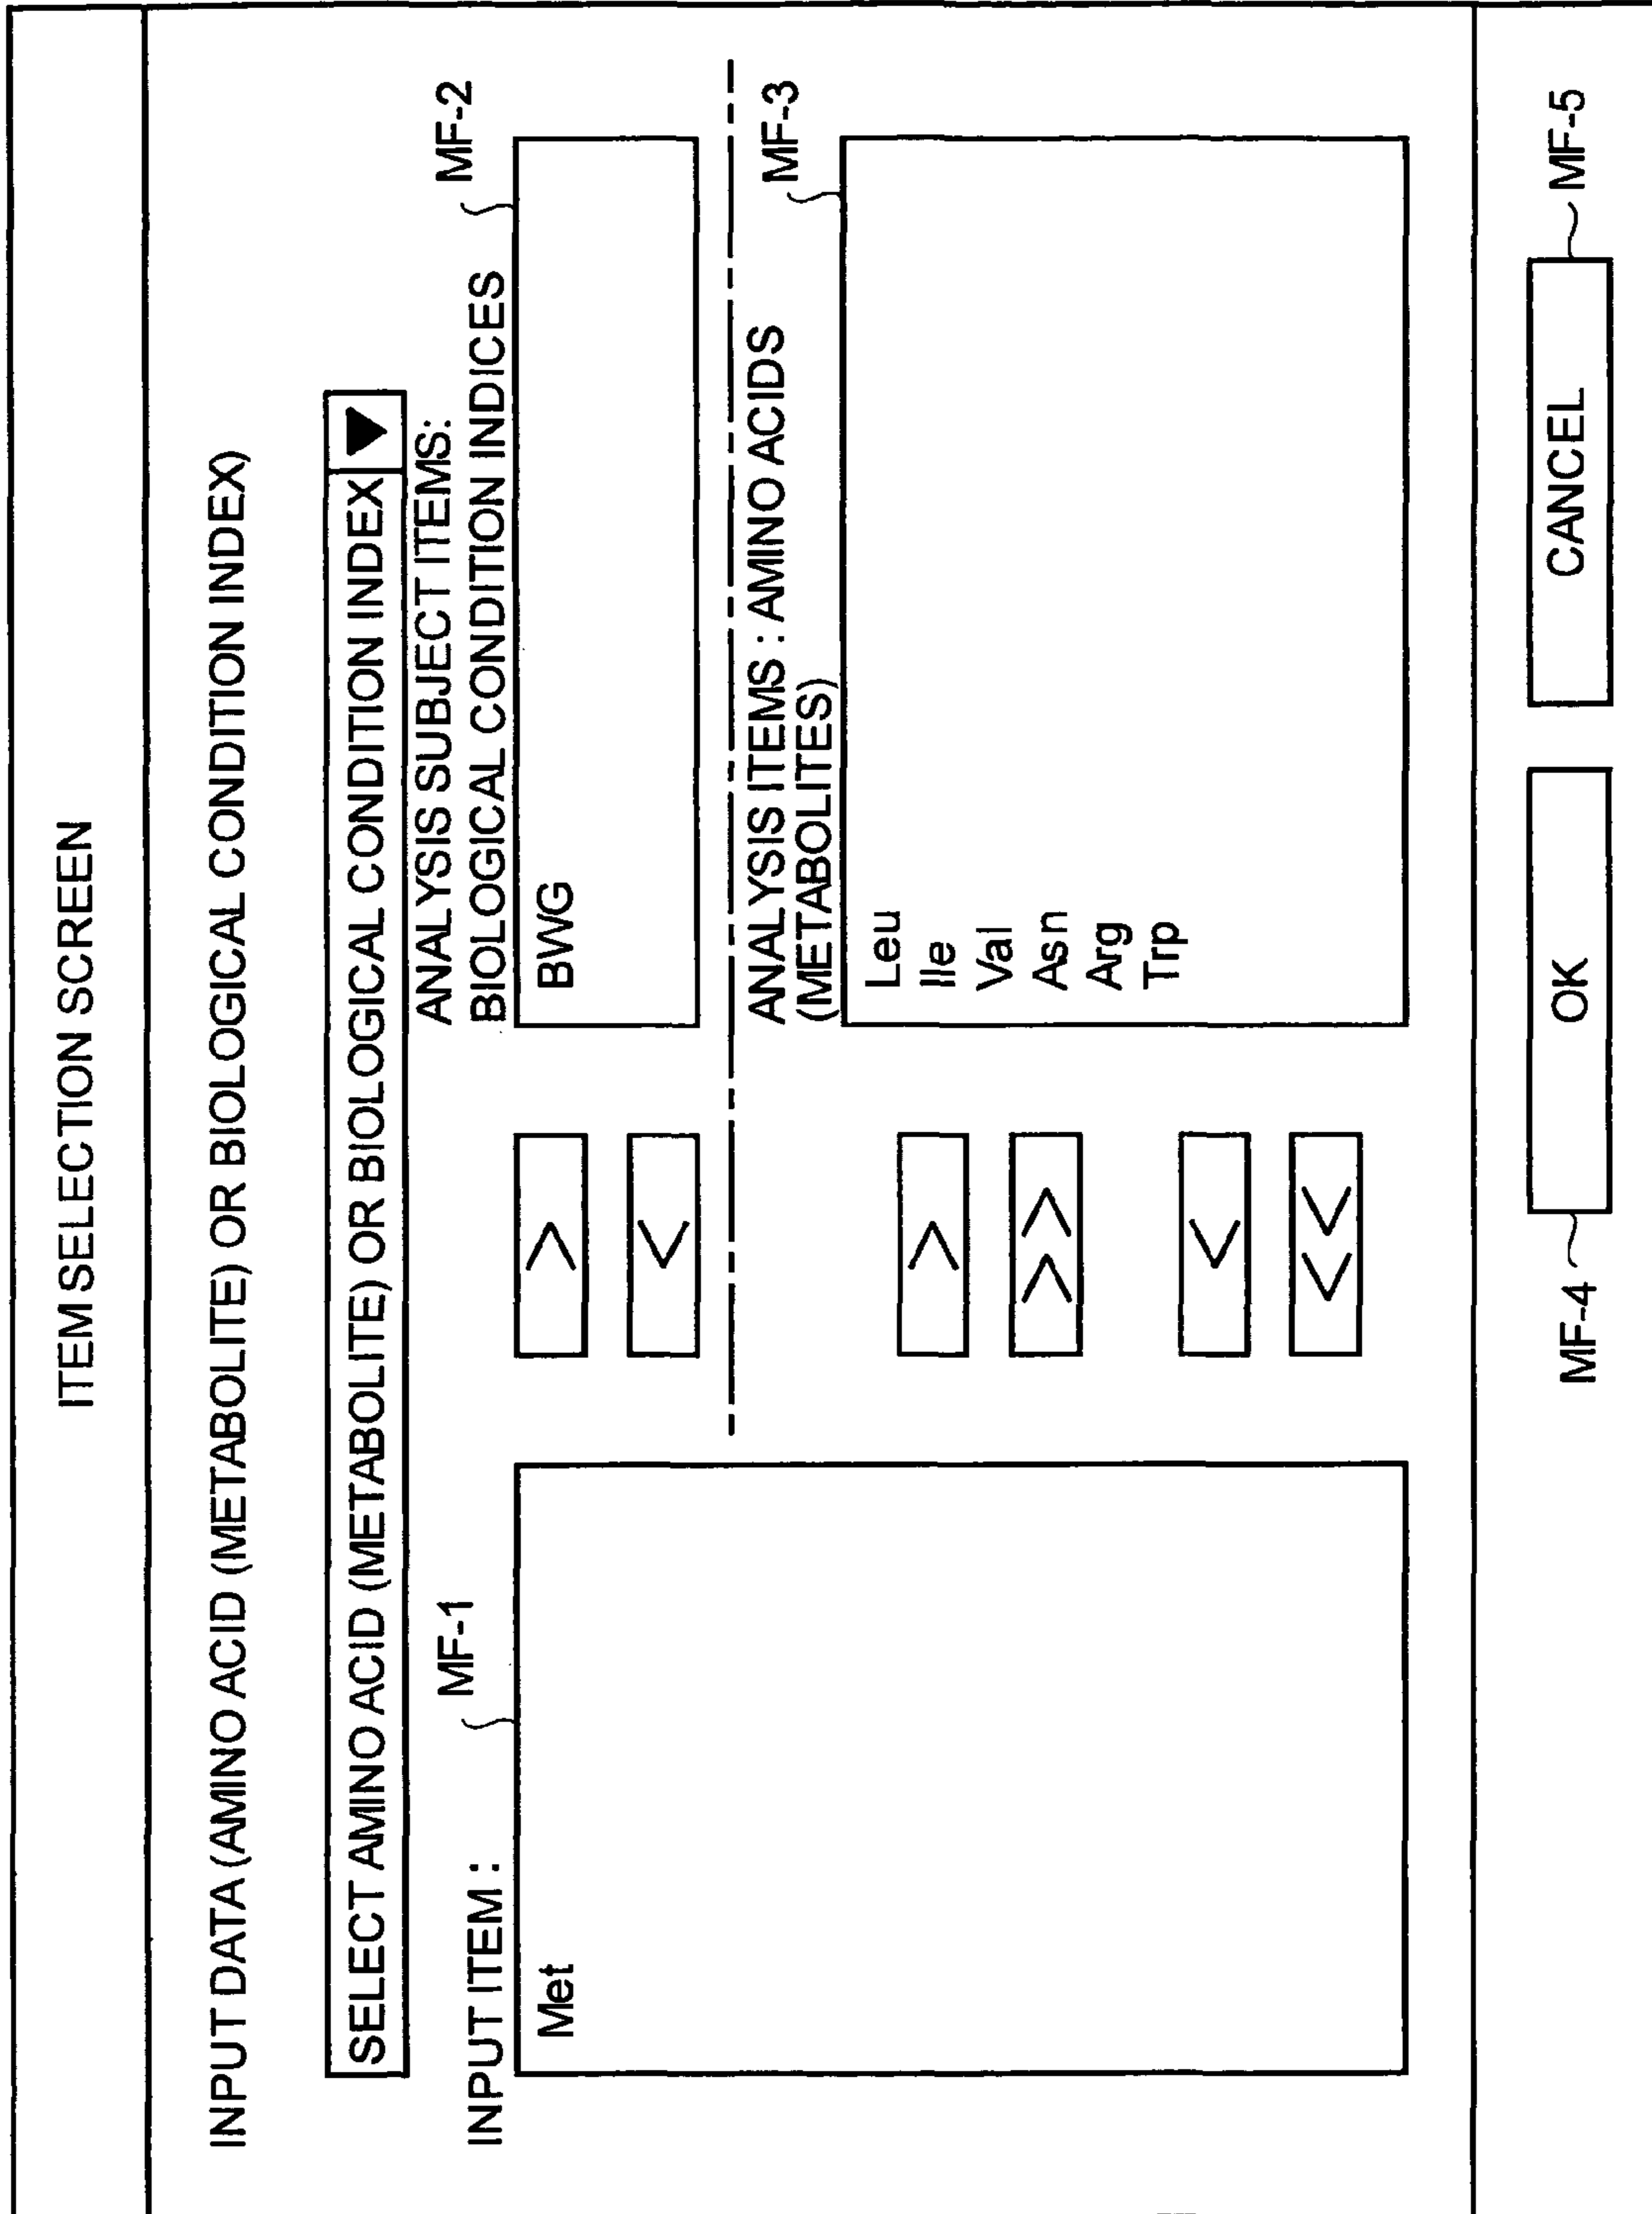 ITEM SELECTION SCREEN
INPUT DATA (AMINO ACID (METABOLITE) OR BIOLOGICAL CONDITION INDEX)
SELECT AMINO ACID (METABOLITE) OR BIOLOGICAL CONDITION INDEX ▼
INPUT ITEM :
MF-1
Met
>
<
ANALYSIS SUBJECT ITEMS:
BIOLOGICAL CONDITION INDICES
MF-2
BWG
>
>>
<
<<
ANALYSIS ITEMS : AMINO ACIDS
(METABOLITES)
MF-3
Leu
Ile
Val
Asn
Arg
Trp
MF-4
OK
CANCEL
MF-5